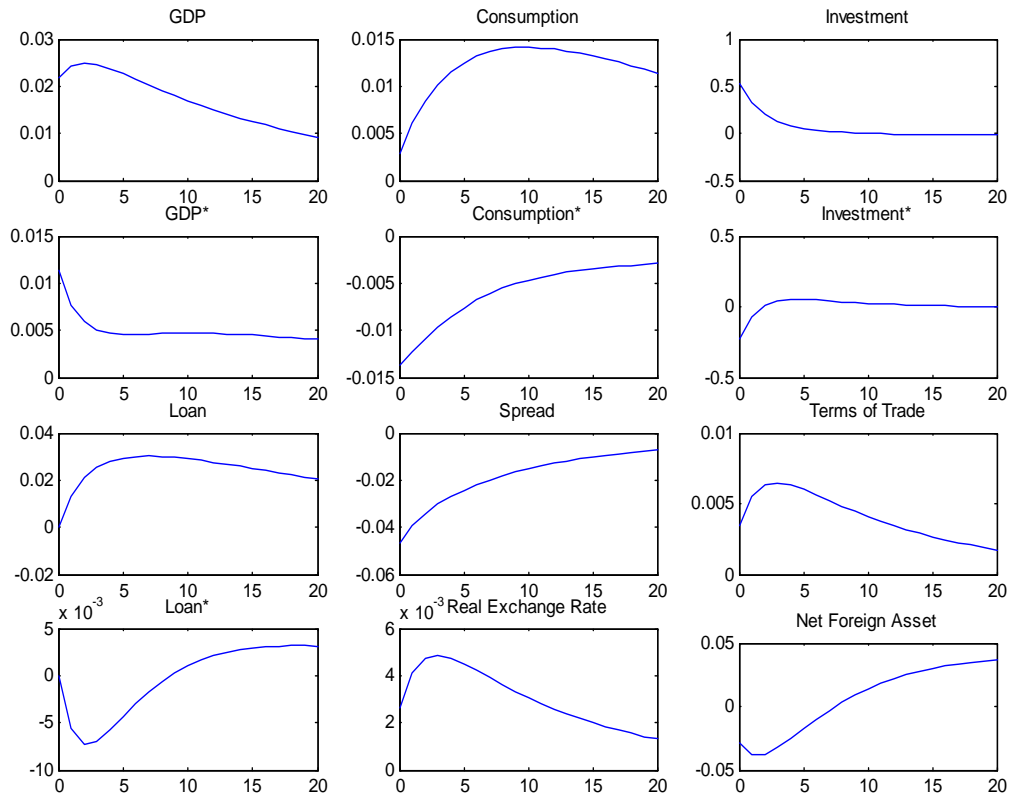 GDP
Consumption
Investment
0.03
0.02
0.01
0
0 5 10 15 20
0.015
0.01
0.005
0
0 5 10 15 20
1
0.5
0
-0.5
0 5 10 15 20
GDP*
Consumption*
Investment*
0.015
0.01
0.005
0
0 5 10 15 20
0
-0.005
-0.01
-0.015
0 5 10 15 20
0.5
0
-0.5
0 5 10 15 20
Loan
Spread
Terms of Trade
0.04
0.02
0
-0.02
0 5 10 15 20
0
-0.02
-0.04
-0.06
0 5 10 15 20
0.01
0.005
0
0 5 10 15 20
Loan*
Real Exchange Rate
Net Foreign Asset
x 10-3
5
0
-5
-10
0 5 10 15 20
x 10-3
6
4
2
0
0 5 10 15 20
0.05
0
-0.05
0 5 10 15 20